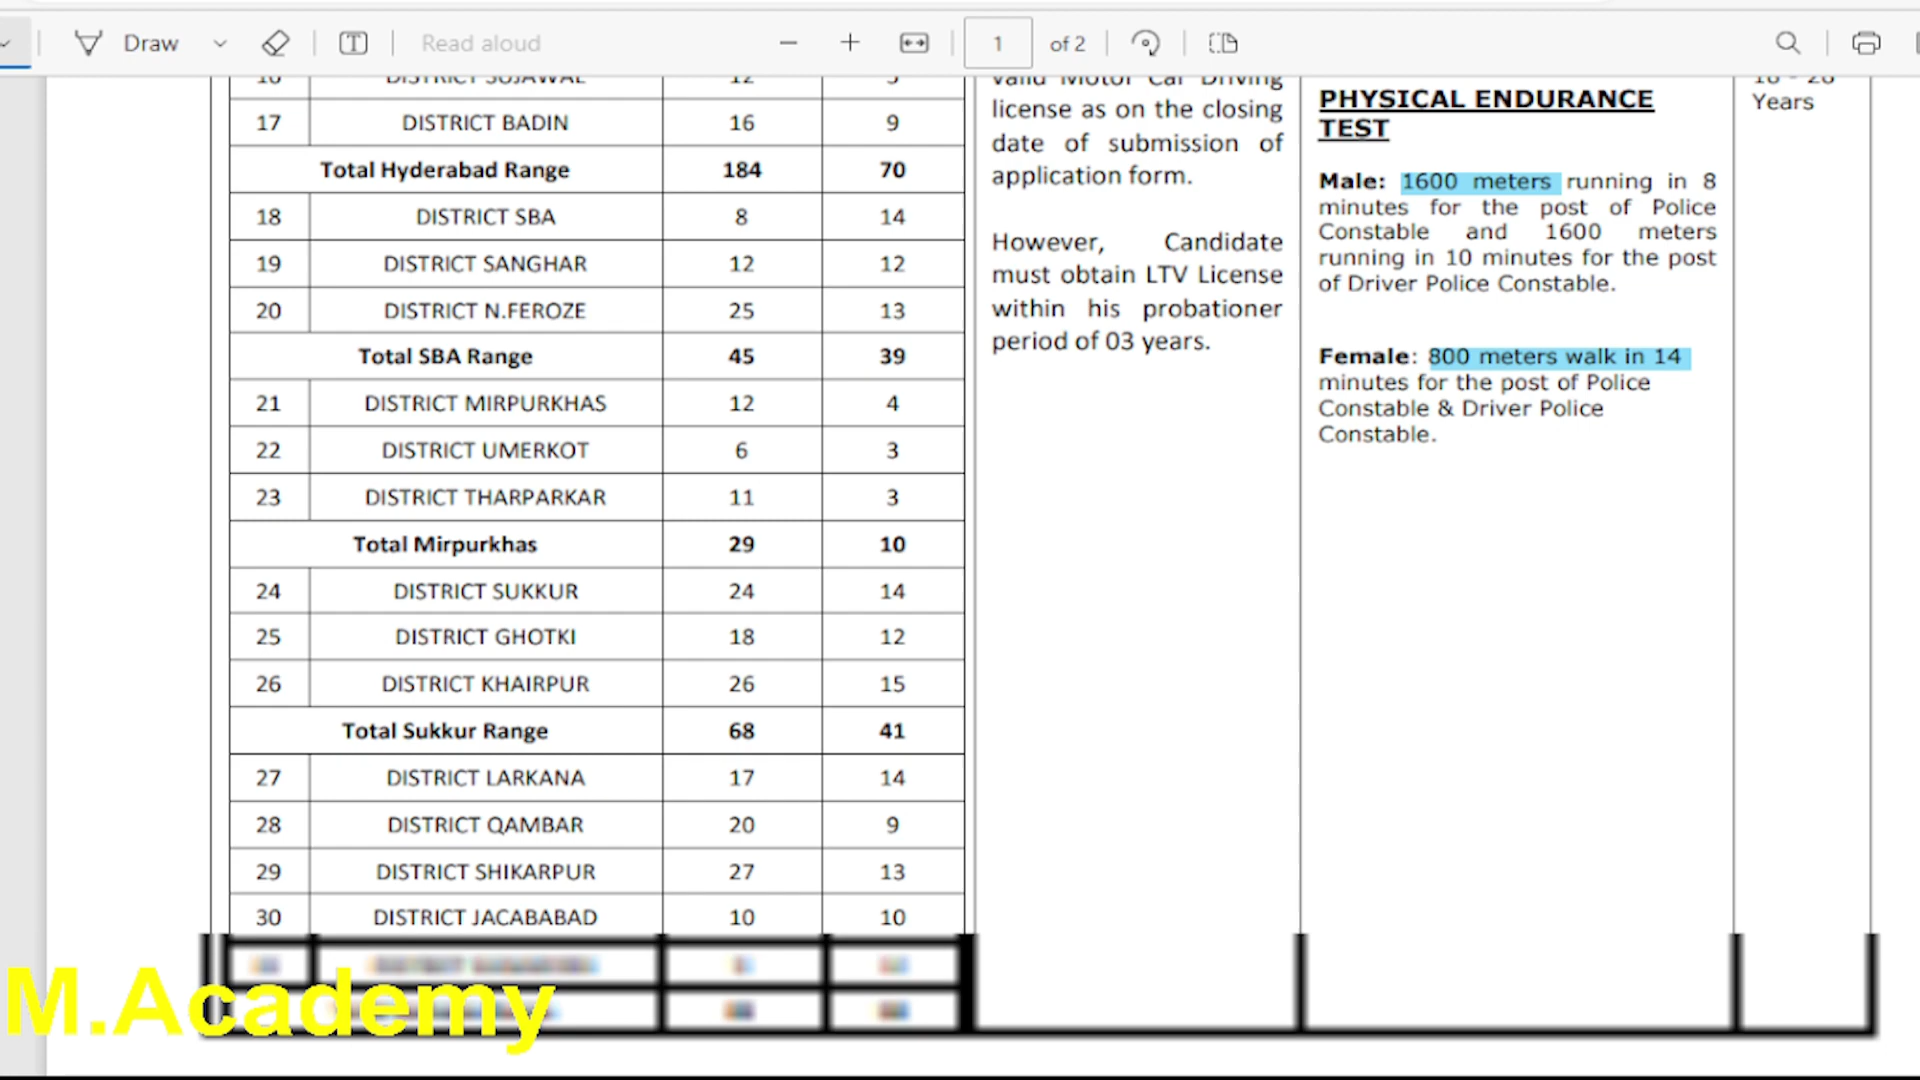 Draw
Read aloud
1 of 2
DISTRICT SUJAWAL 12
17 DISTRICT BADIN 16 9
Total Hyderabad Range 184 70
18 DISTRICT SBA 8 14
19 DISTRICT SANGHAR 12 12
20 DISTRICT N.FEROZE 25 13
Total SBA Range 45 39
21 DISTRICT MIRPURKHAS 12 4
22 DISTRICT UMERKOT 6 3
23 DISTRICT THARPARKAR 11 3
Total Mirpurkhas 29 10
24 DISTRICT SUKKUR 24 14
25 DISTRICT GHOTKI 18 12
26 DISTRICT KHAIRPUR 26 15
Total Sukkur Range 68 41
27 DISTRICT LARKANA 17 14
28 DISTRICT QAMBAR 20 9
29 DISTRICT SHIKARPUR 27 13
30 DISTRICT JACABABAD 10 10
valid Motor Car Driving
license as on the closing
date of submission of
application form.
However, Candidate
must obtain LTV License
within his probationer
period of 03 years.
PHYSICAL ENDURANCE
TEST
Male: 1600 meters running in 8
minutes for the post of Police
Constable and 1600 meters
running in 10 minutes for the post
of Driver Police Constable.
Female: 800 meters walk in 14
minutes for the post of Police
Constable & Driver Police
Constable.
Years
M.Academy